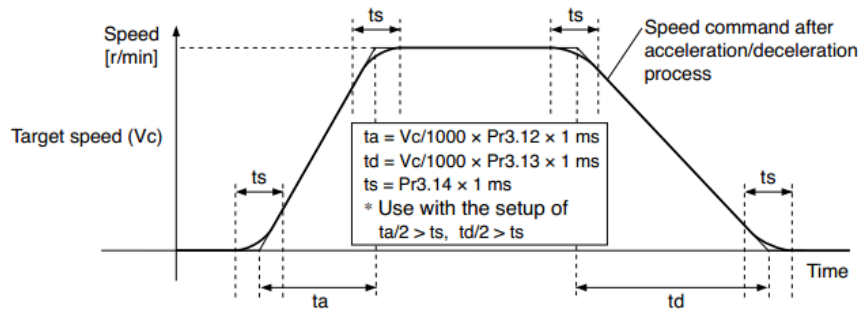 ts
ts
Speed
[r/min]
Speed command after
acceleration/deceleration
process
Target speed (Vc)
ta = Vc/1000 × Pr3.12 × 1 ms
td = Vc/1000 × Pr3.13 × 1 ms
ts = Pr3.14 × 1 ms
* Use with the setup of
ta/2 > ts, td/2 > ts
ts
ts
Time
ta
td